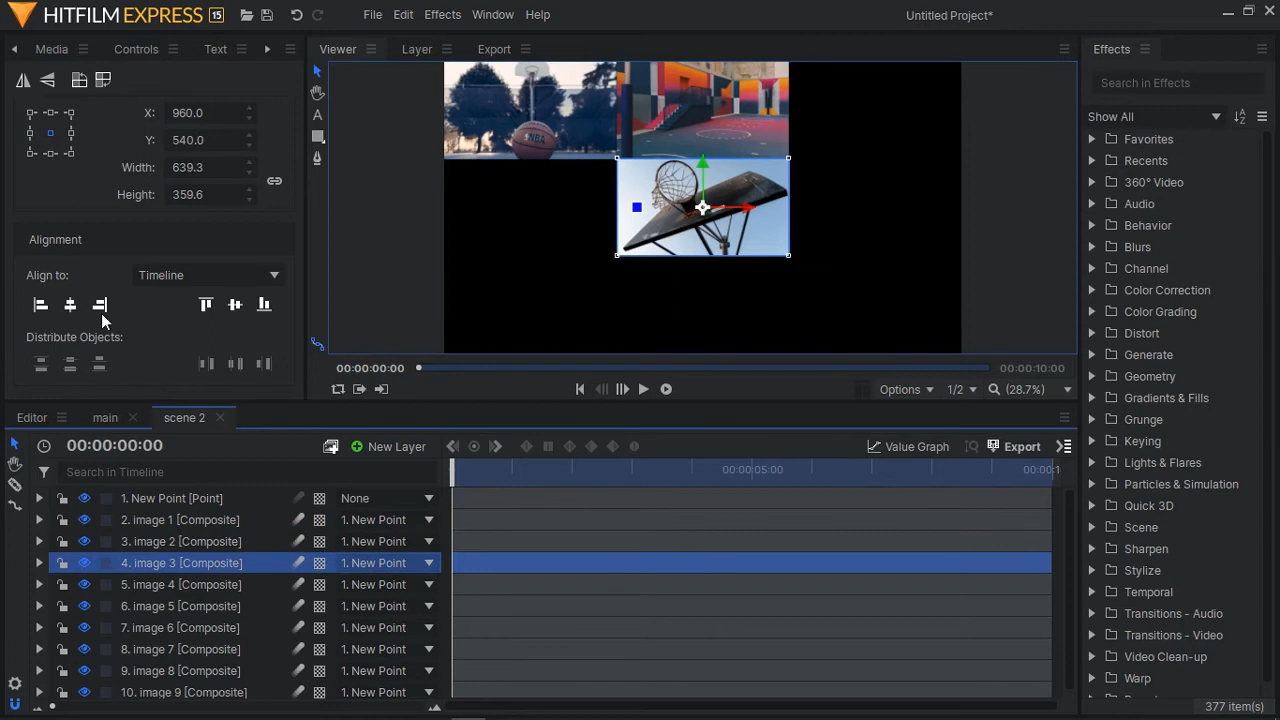 HITFILM EXPRESS 15
File Edit Effects Window Help
Untitled Project*
Media Controls Text
Viewer Layer Export
Effects
Search in Effects
X: 960.0
Y: 540.0
Width: 639.3
Height: 359.6
Alignment
Align to: Timeline
Distribute Objects:
NBA
00:00:00:00
00:00:10:00
Options 1/2 (28.7%)
Show All
Favorites
Recents
360° Video
Audio
Behavior
Blurs
Channel
Color Correction
Color Grading
Distort
Generate
Geometry
Gradients & Fills
Grunge
Keying
Lights & Flares
Particles & Simulation
Quick 3D
Scene
Sharpen
Stylize
Temporal
Transitions - Audio
Transitions - Video
Video Clean-up
Warp
377 item(s)
Editor main scene 2
00:00:00:00
New Layer
Value Graph
Export
Search in Timeline
00:00:05:00
00:00:1
1. New Point [Point] None
2. image 1 [Composite] 1. New Point
3. image 2 [Composite] 1. New Point
4. image 3 [Composite] 1. New Point
5. image 4 [Composite] 1. New Point
6. image 5 [Composite] 1. New Point
7. image 6 [Composite] 1. New Point
8. image 7 [Composite] 1. New Point
9. image 8 [Composite] 1. New Point
10. image 9 [Composite] 1. New Point